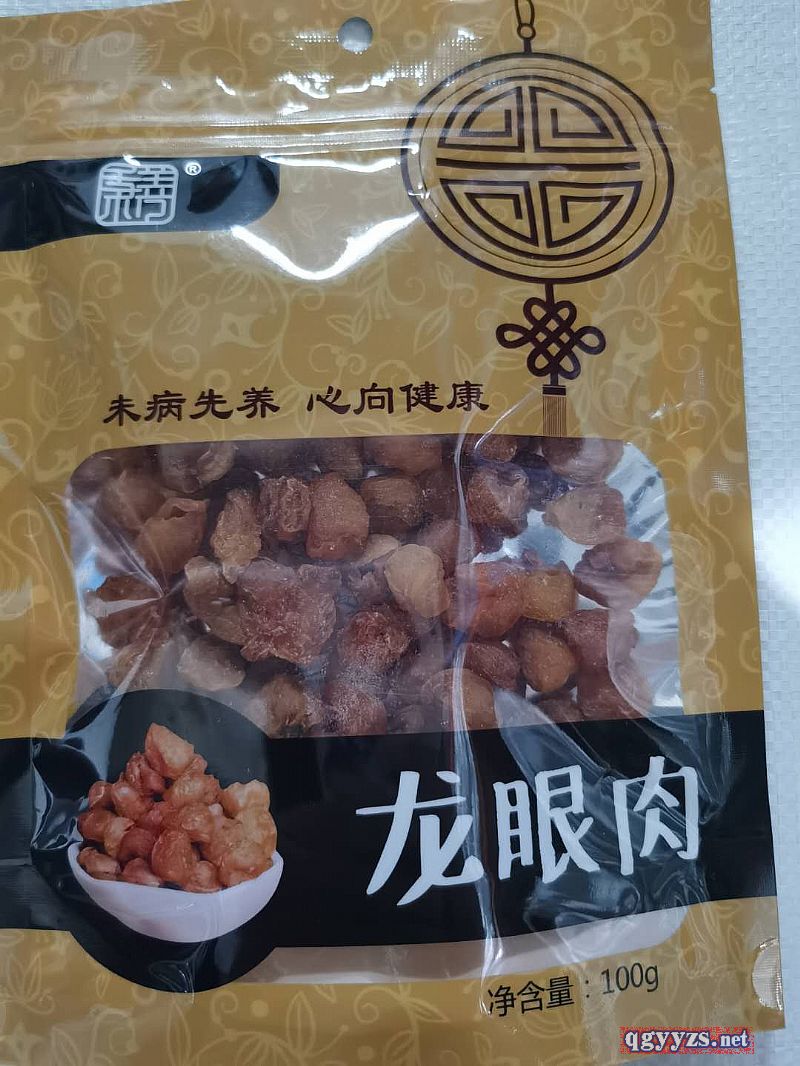 ®
未病先养 心向健康
龙眼肉
净含量：100g
qgyyzs.net